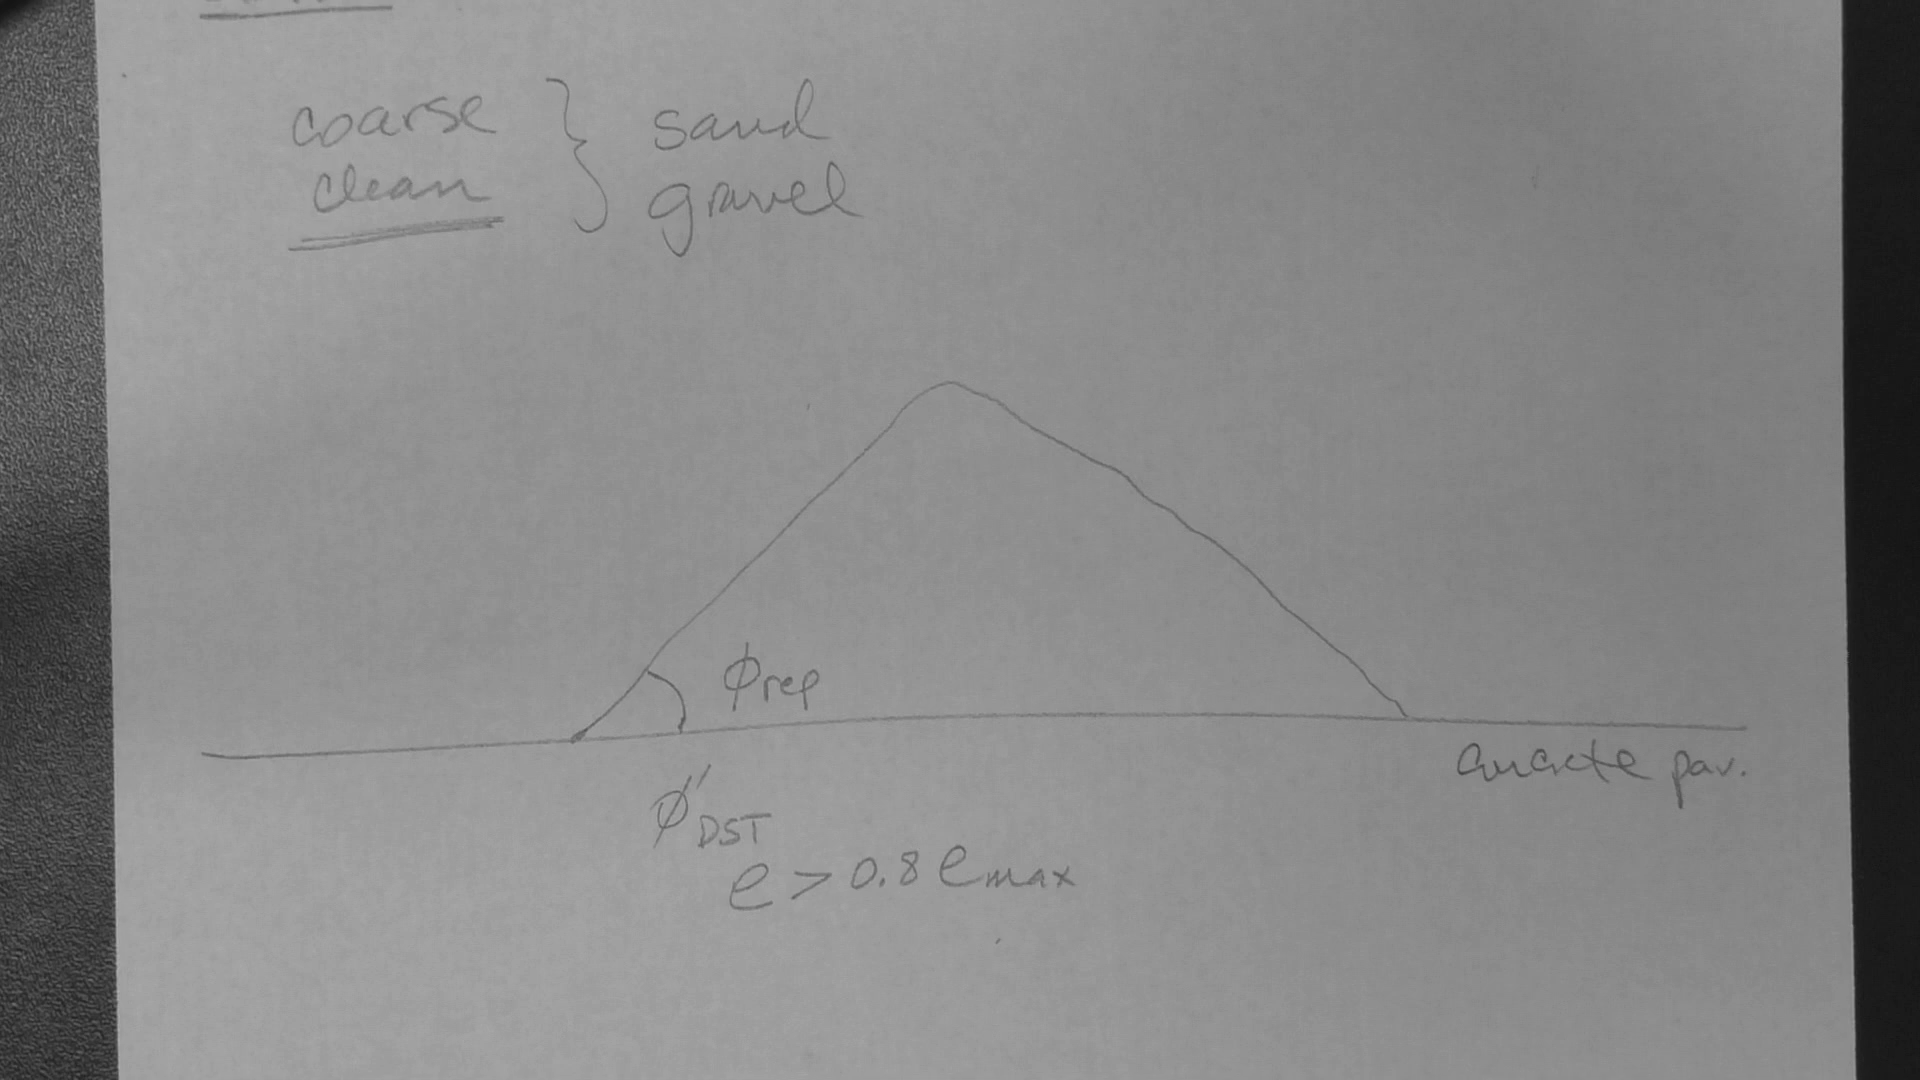 coarse } sand
clean } gravel
ϕrep
concrete pav.
ϕ'DST
e > 0.8 emax